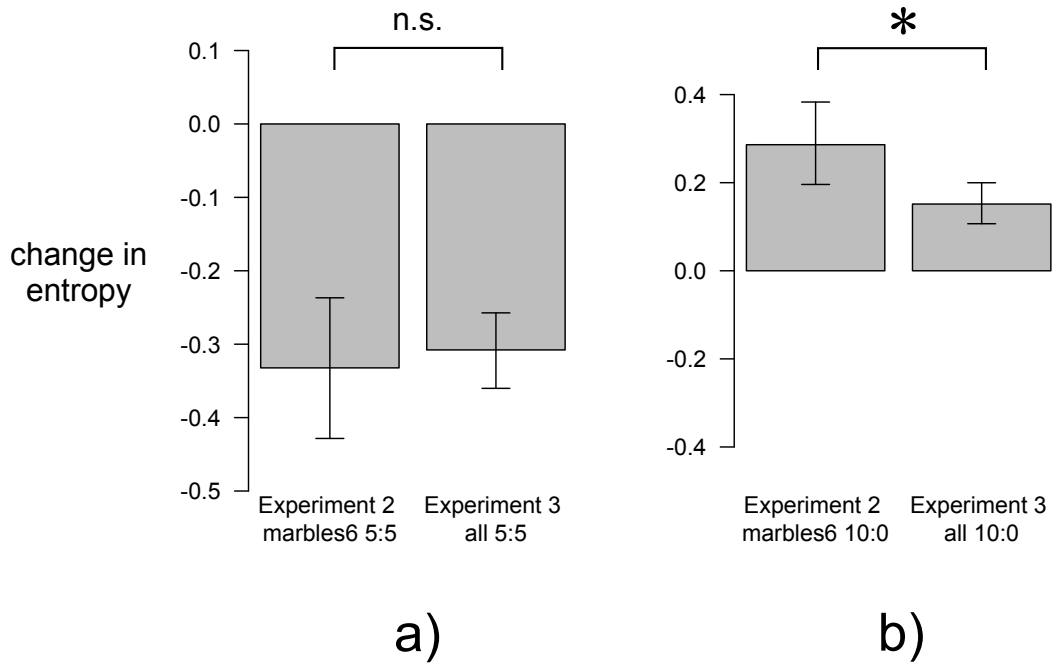 n.s.
*
0.1
0.0
-0.1
-0.2
-0.3
-0.4
-0.5
change in
entropy
0.4
0.2
0.0
-0.2
-0.4
Experiment 2
marbles6 5:5
Experiment 3
all 5:5
Experiment 2
marbles6 10:0
Experiment 3
all 10:0
a)
b)